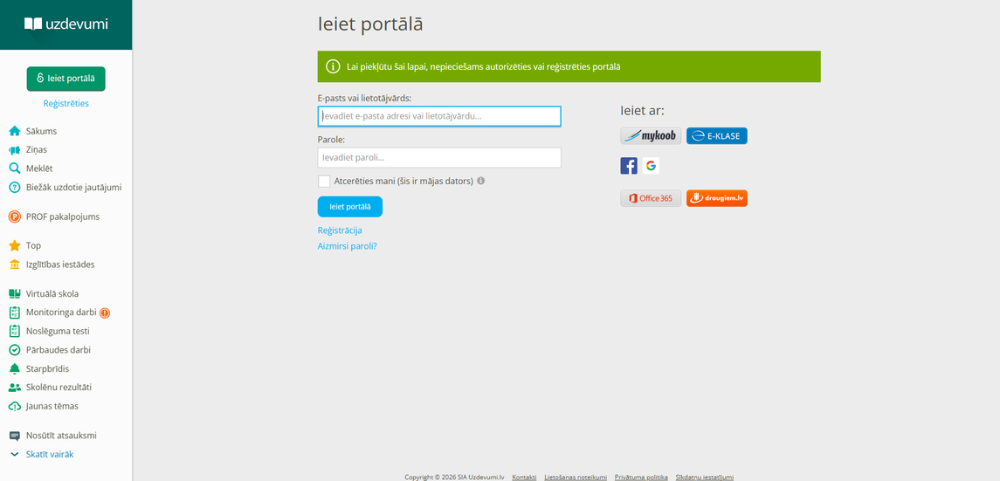 uzdevumi
Ieiet portālā
Reģistrēties
Sākums
Ziņas
Meklēt
Biežāk uzdotie jautājumi
PROF pakalpojums
Top
Izglītības iestādes
Virtuālā skola
Monitoringa darbi
Noslēguma testi
Pārbaudes darbi
Starpbrīdis
Skolēnu rezultāti
Jaunas tēmas
Nosūtīt atsauksmi
Skatīt vairāk
Ieiet portālā
Lai piekļūtu šai lapai, nepieciešams autorizēties vai reģistrēties portālā
E-pasts vai lietotājvārds:
Ievadiet e-pasta adresi vai lietotājvārdu...
Parole:
Ievadiet paroli...
Atcerēties mani (šis ir mājas dators)
Ieiet portālā
Reģistrācija
Aizmirsi paroli?
Ieiet ar:
mykoob E-KLASE
Office 365 draugiem.lv
Copyright © 2026 SIA Uzdevumi.lv Kontakti Lietošanas noteikumi Privātuma politika Sīkdatņu iestatījumi